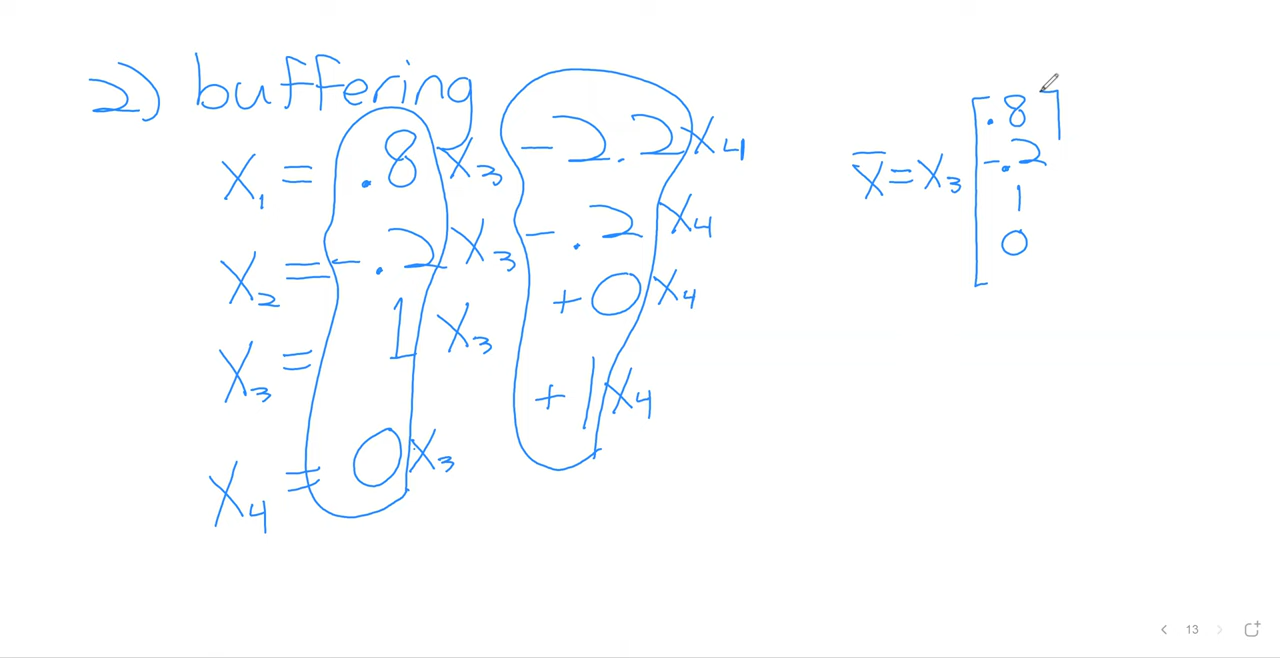 2) buffering
x₁ = .8 x₃ - 2.2 x₄
x₂ = -.2 x₃ - .2 x₄
x₃ = 1 x₃ + 0 x₄
x₄ = 0 x₃ + 1 x₄
x̅ = x₃ [.8
-.2
1
0
13